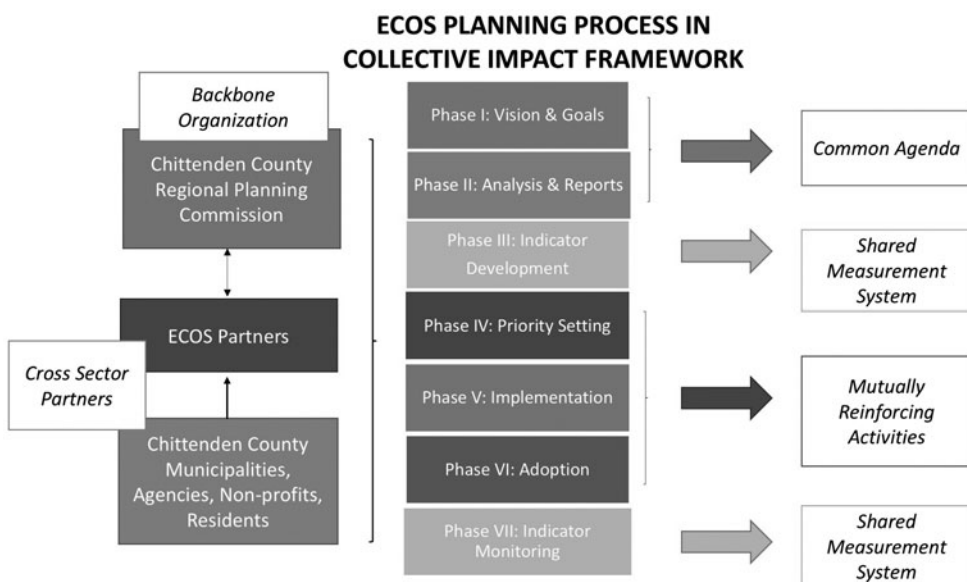 ECOS PLANNING PROCESS IN
COLLECTIVE IMPACT FRAMEWORK
Backbone
Organization
Chittenden County
Regional Planning
Commission
ECOS Partners
Cross Sector
Partners
Chittenden County
Municipalities,
Agencies, Non-profits,
Residents
Phase I: Vision & Goals
Phase II: Analysis & Reports
Phase III: Indicator
Development
Phase IV: Priority Setting
Phase V: Implementation
Phase VI: Adoption
Phase VII: Indicator
Monitoring
Common Agenda
Shared
Measurement
System
Mutually
Reinforcing
Activities
Shared
Measurement
System